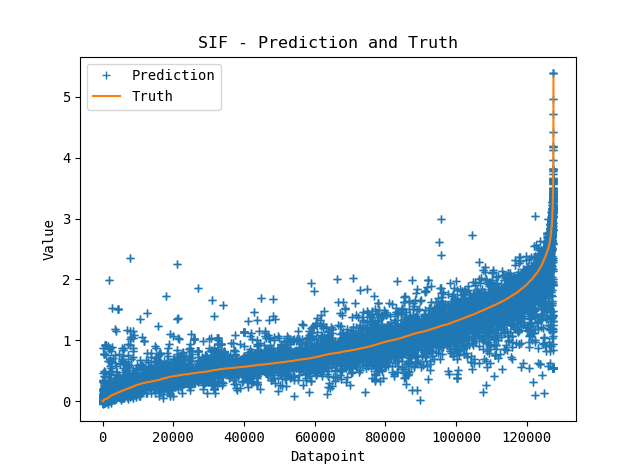 SIF - Prediction and Truth
Prediction
Truth
5
4
3
2
1
0
Value
0 20000 40000 60000 80000 100000 120000
Datapoint